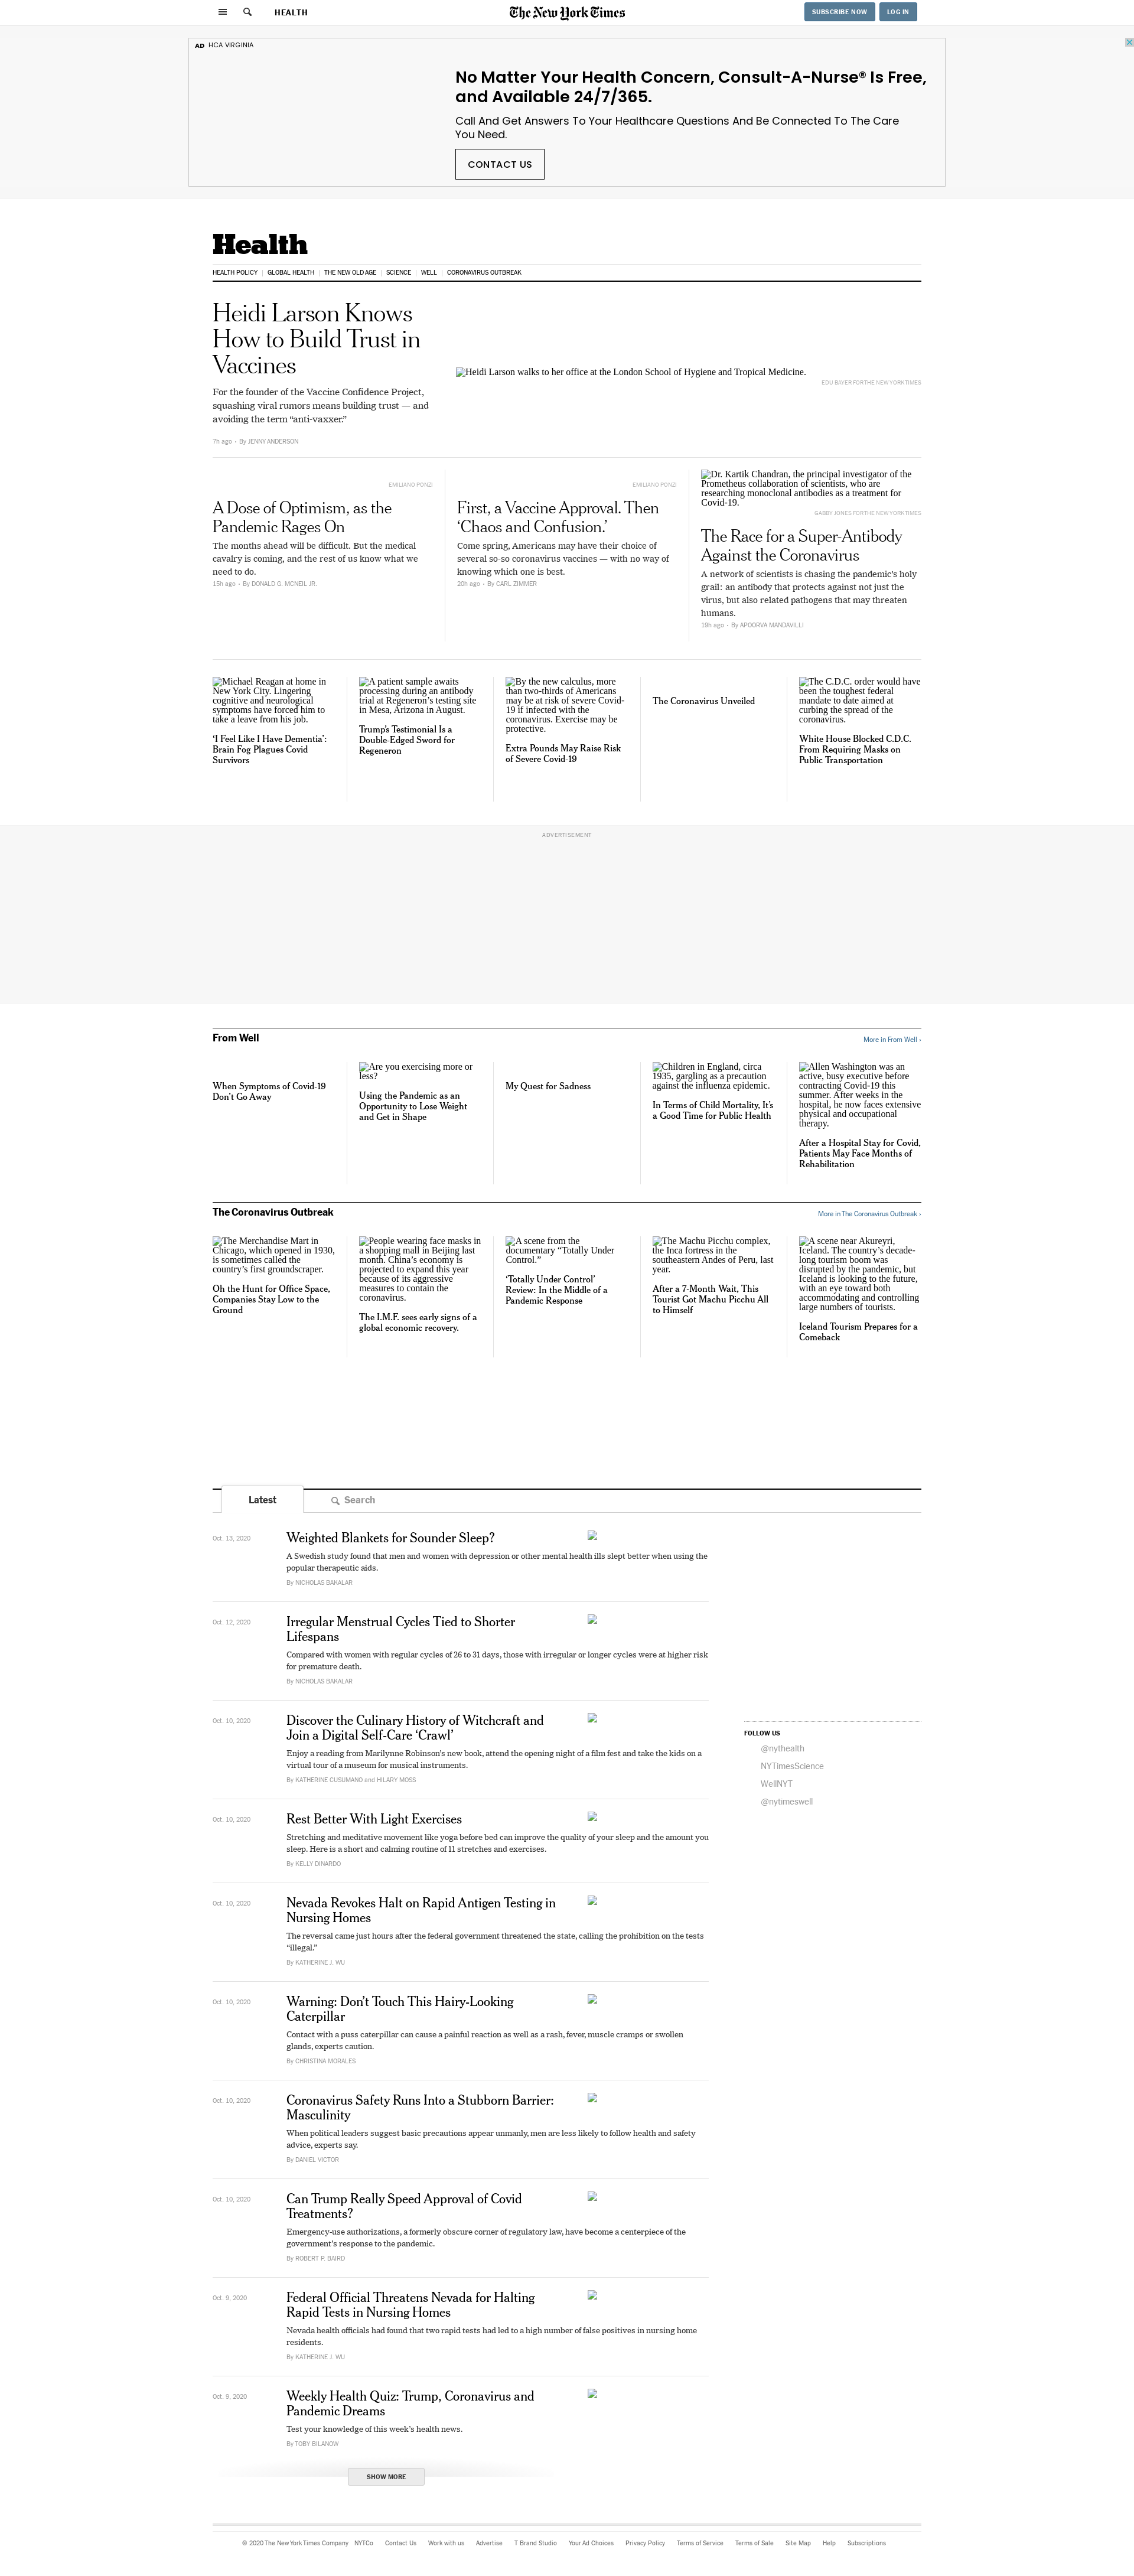 HEALTH
The New York Times
SUBSCRIBE NOW
LOG IN
AD HCA VIRGINIA
No Matter Your Health Concern, Consult-A-Nurse® Is Free,
and Available 24/7/365.
Call And Get Answers To Your Healthcare Questions And Be Connected To The Care
You Need.
CONTACT US
Health
HEALTH POLICY | GLOBAL HEALTH | THE NEW OLD AGE | SCIENCE | WELL | CORONAVIRUS OUTBREAK
Heidi Larson Knows
How to Build Trust in
Vaccines
For the founder of the Vaccine Confidence Project,
squashing viral rumors means building trust — and
avoiding the term “anti-vaxxer.”
7h ago - By JENNY ANDERSON
Heidi Larson walks to her office at the London School of Hygiene and Tropical Medicine.
EDU BAYER FOR THE NEW YORK TIMES
EMILIANO PONZI
A Dose of Optimism, as the
Pandemic Rages On
The months ahead will be difficult. But the medical
cavalry is coming, and the rest of us know what we
need to do.
15h ago - By DONALD G. MCNEIL JR.
EMILIANO PONZI
First, a Vaccine Approval. Then
‘Chaos and Confusion.’
Come spring, Americans may have their choice of
several so-so coronavirus vaccines — with no way of
knowing which one is best.
20h ago - By CARL ZIMMER
Dr. Kartik Chandran, the principal investigator of the
Prometheus collaboration of scientists, who are
researching monoclonal antibodies as a treatment for
Covid-19.
GABBY JONES FOR THE NEW YORK TIMES
The Race for a Super-Antibody
Against the Coronavirus
A network of scientists is chasing the pandemic’s holy
grail: an antibody that protects against not just the
virus, but also related pathogens that may threaten
humans.
19h ago - By APOORVA MANDAVILLI
Michael Reagan at home in
New York City. Lingering
cognitive and neurological
symptoms have forced him to
take a leave from his job.
‘I Feel Like I Have Dementia’:
Brain Fog Plagues Covid
Survivors
A patient sample awaits
processing during an antibody
trial at Regeneron’s testing site
in Mesa, Arizona in August.
Trump’s Testimonial Is a
Double-Edged Sword for
Regeneron
By the new calculus, more
than two-thirds of Americans
may be at risk of severe Covid-
19 if infected with the
coronavirus. Exercise may be
protective.
Extra Pounds May Raise Risk
of Severe Covid-19
The Coronavirus Unveiled
The C.D.C. order would have
been the toughest federal
mandate to date aimed at
curbing the spread of the
coronavirus.
White House Blocked C.D.C.
From Requiring Masks on
Public Transportation
ADVERTISEMENT
From Well
More in From Well ›
When Symptoms of Covid-19
Don’t Go Away
Are you exercising more or
less?
Using the Pandemic as an
Opportunity to Lose Weight
and Get in Shape
My Quest for Sadness
Children in England, circa
1935, gargling as a precaution
against the influenza epidemic.
In Terms of Child Mortality, It’s
a Good Time for Public Health
Allen Washington was an
active, busy executive before
contracting Covid-19 this
summer. After weeks in the
hospital, he now faces extensive
physical and occupational
therapy.
After a Hospital Stay for Covid,
Patients May Face Months of
Rehabilitation
The Coronavirus Outbreak
More in The Coronavirus Outbreak ›
The Merchandise Mart in
Chicago, which opened in 1930,
is sometimes called the
country’s first groundscraper.
Oh the Hunt for Office Space,
Companies Stay Low to the
Ground
People wearing face masks in
a shopping mall in Beijing last
month. China’s economy is
projected to expand this year
because of its aggressive
measures to contain the
coronavirus.
The I.M.F. sees early signs of a
global economic recovery.
A scene from the
documentary “Totally Under
Control.”
‘Totally Under Control’
Review: In the Middle of a
Pandemic Response
The Machu Picchu complex,
the Inca fortress in the
southeastern Andes of Peru, last
year.
After a 7-Month Wait, This
Tourist Got Machu Picchu All
to Himself
A scene near Akureyri,
Iceland. The country’s decade-
long tourism boom was
disrupted by the pandemic, but
Iceland is looking to the future,
with an eye toward both
accommodating and controlling
large numbers of tourists.
Iceland Tourism Prepares for a
Comeback
Latest
Search
Oct. 13, 2020
Weighted Blankets for Sounder Sleep?
A Swedish study found that men and women with depression or other mental health ills slept better when using the
popular therapeutic aids.
By NICHOLAS BAKALAR
Oct. 12, 2020
Irregular Menstrual Cycles Tied to Shorter
Lifespans
Compared with women with regular cycles of 26 to 31 days, those with irregular or longer cycles were at higher risk
for premature death.
By NICHOLAS BAKALAR
Oct. 10, 2020
Discover the Culinary History of Witchcraft and
Join a Digital Self-Care ‘Crawl’
Enjoy a reading from Marilynne Robinson’s new book, attend the opening night of a film fest and take the kids on a
virtual tour of a museum for musical instruments.
By KATHERINE CUSUMANO and HILARY MOSS
FOLLOW US
@nythealth
NYTimesScience
WellNYT
@nytimeswell
Oct. 10, 2020
Rest Better With Light Exercises
Stretching and meditative movement like yoga before bed can improve the quality of your sleep and the amount you
sleep. Here is a short and calming routine of 11 stretches and exercises.
By KELLY DINARDO
Oct. 10, 2020
Nevada Revokes Halt on Rapid Antigen Testing in
Nursing Homes
The reversal came just hours after the federal government threatened the state, calling the prohibition on the tests
“illegal.”
By KATHERINE J. WU
Oct. 10, 2020
Warning: Don’t Touch This Hairy-Looking
Caterpillar
Contact with a puss caterpillar can cause a painful reaction as well as a rash, fever, muscle cramps or swollen
glands, experts caution.
By CHRISTINA MORALES
Oct. 10, 2020
Coronavirus Safety Runs Into a Stubborn Barrier:
Masculinity
When political leaders suggest basic precautions appear unmanly, men are less likely to follow health and safety
advice, experts say.
By DANIEL VICTOR
Oct. 10, 2020
Can Trump Really Speed Approval of Covid
Treatments?
Emergency-use authorizations, a formerly obscure corner of regulatory law, have become a centerpiece of the
government’s response to the pandemic.
By ROBERT P. BAIRD
Oct. 9, 2020
Federal Official Threatens Nevada for Halting
Rapid Tests in Nursing Homes
Nevada health officials had found that two rapid tests had led to a high number of false positives in nursing home
residents.
By KATHERINE J. WU
Oct. 9, 2020
Weekly Health Quiz: Trump, Coronavirus and
Pandemic Dreams
Test your knowledge of this week’s health news.
By TOBY BILANOW
SHOW MORE
© 2020 The New York Times Company NYTCo Contact Us Work with us Advertise T Brand Studio Your Ad Choices Privacy Policy Terms of Service Terms of Sale Site Map Help Subscriptions